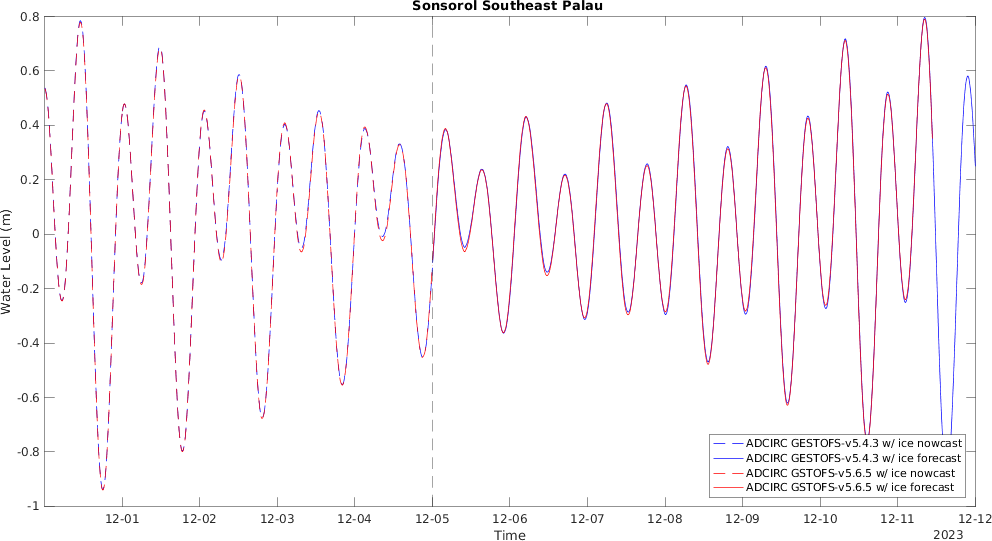 Sonsorol Southeast Palau
0.8
0.6
0.4
0.2
0
-0.2
-0.4
-0.6
-0.8
-1
Water Level (m)
12-01 12-02 12-03 12-04 12-05 12-06 12-07 12-08 12-09 12-10 12-11 12-12
Time
2023
ADCIRC GESTOFS-v5.4.3 w/ ice nowcast
ADCIRC GESTOFS-v5.4.3 w/ ice forecast
ADCIRC GSTOFS-v5.6.5 w/ ice nowcast
ADCIRC GSTOFS-v5.6.5 w/ ice forecast